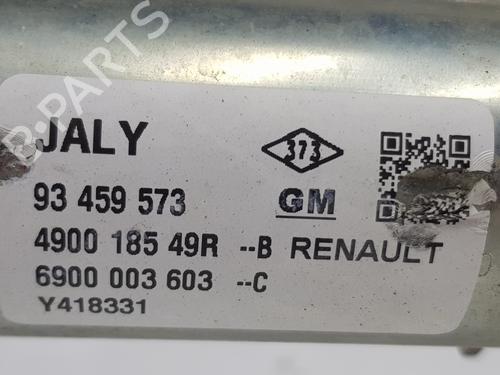 JALY
373
93 459 573 GM
4900 185 49R --B RENAULT
6900 003 603 --C
Y418331
B-PARTS